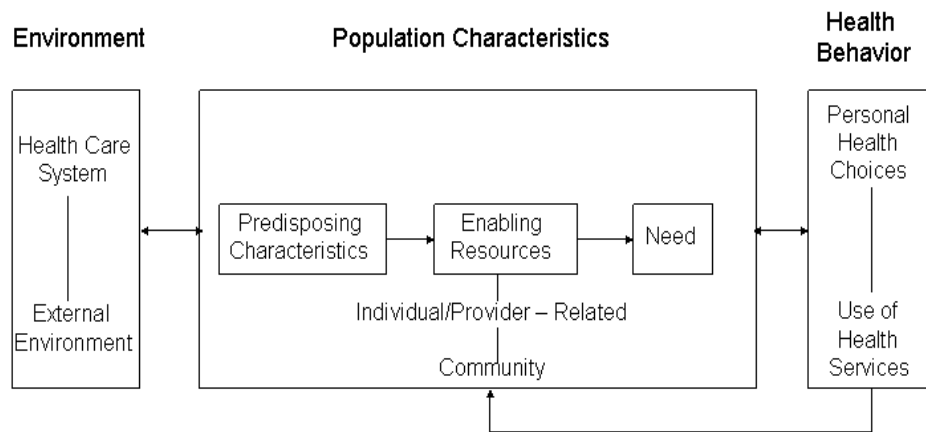 Environment
Population Characteristics
Health
Behavior
Health Care
System
External
Environment
Predisposing
Characteristics
Enabling
Resources
Need
Individual/Provider – Related
Community
Personal
Health
Choices
Use of
Health
Services